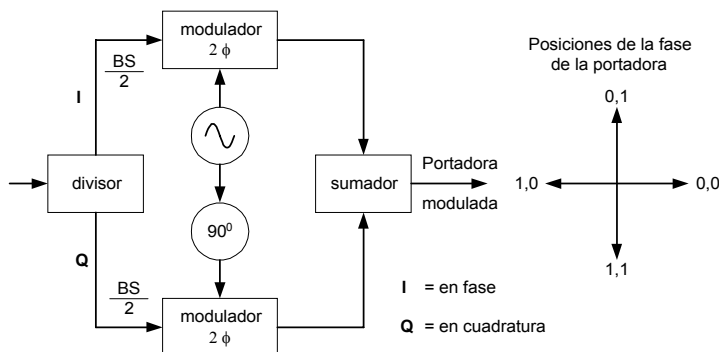 modulador
2 ϕ
BS
2
I
divisor
90⁰
sumador
Portadora
modulada
Q
BS
2
modulador
2 ϕ
Posiciones de la fase
de la portadora
0,1
1,0
0,0
1,1
I = en fase
Q = en cuadratura